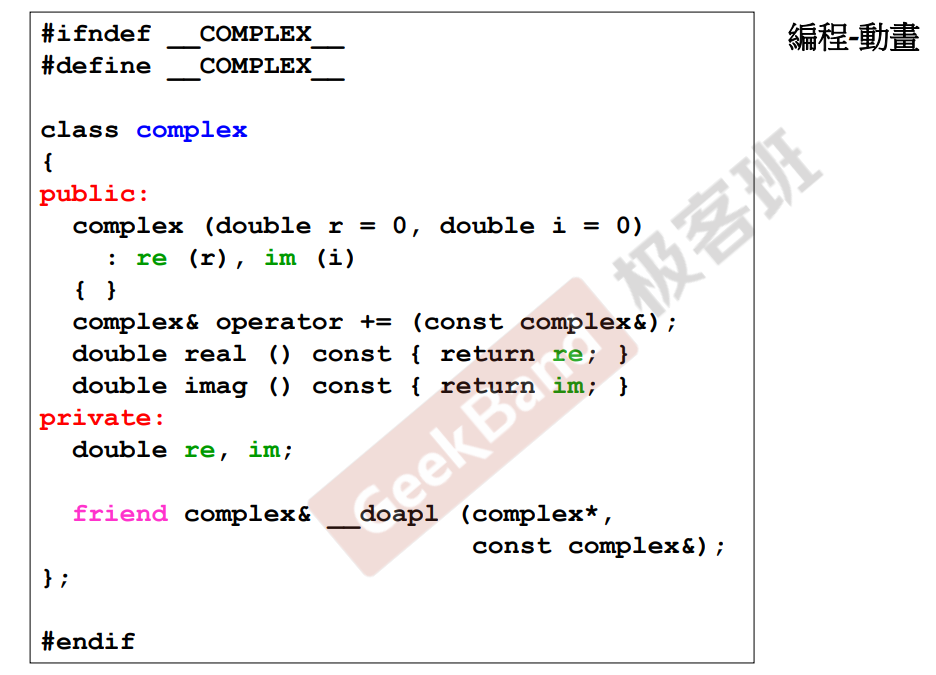 #ifndef __COMPLEX__
#define __COMPLEX__
class complex
{
public:
complex (double r = 0, double i = 0)
: re (r), im (i)
{ }
complex& operator += (const complex&);
double real () const { return re; }
double imag () const { return im; }
private:
double re, im;
friend complex& __doapl (complex*,
const complex&);
};
#endif
編程-動畫
GeekBand 极客班